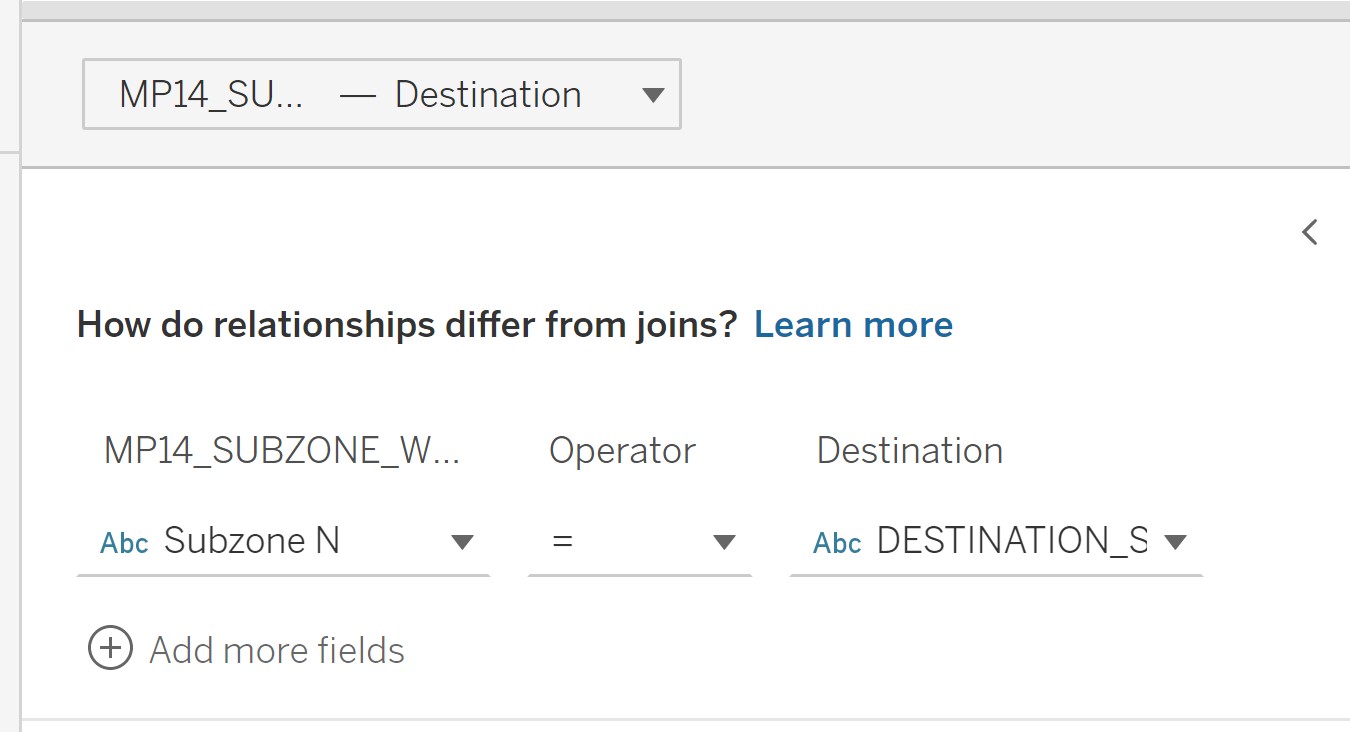 MP14_SU... — Destination
How do relationships differ from joins? Learn more
MP14_SUBZONE_W... Operator Destination
Abc Subzone N = Abc DESTINATION_S
Add more fields